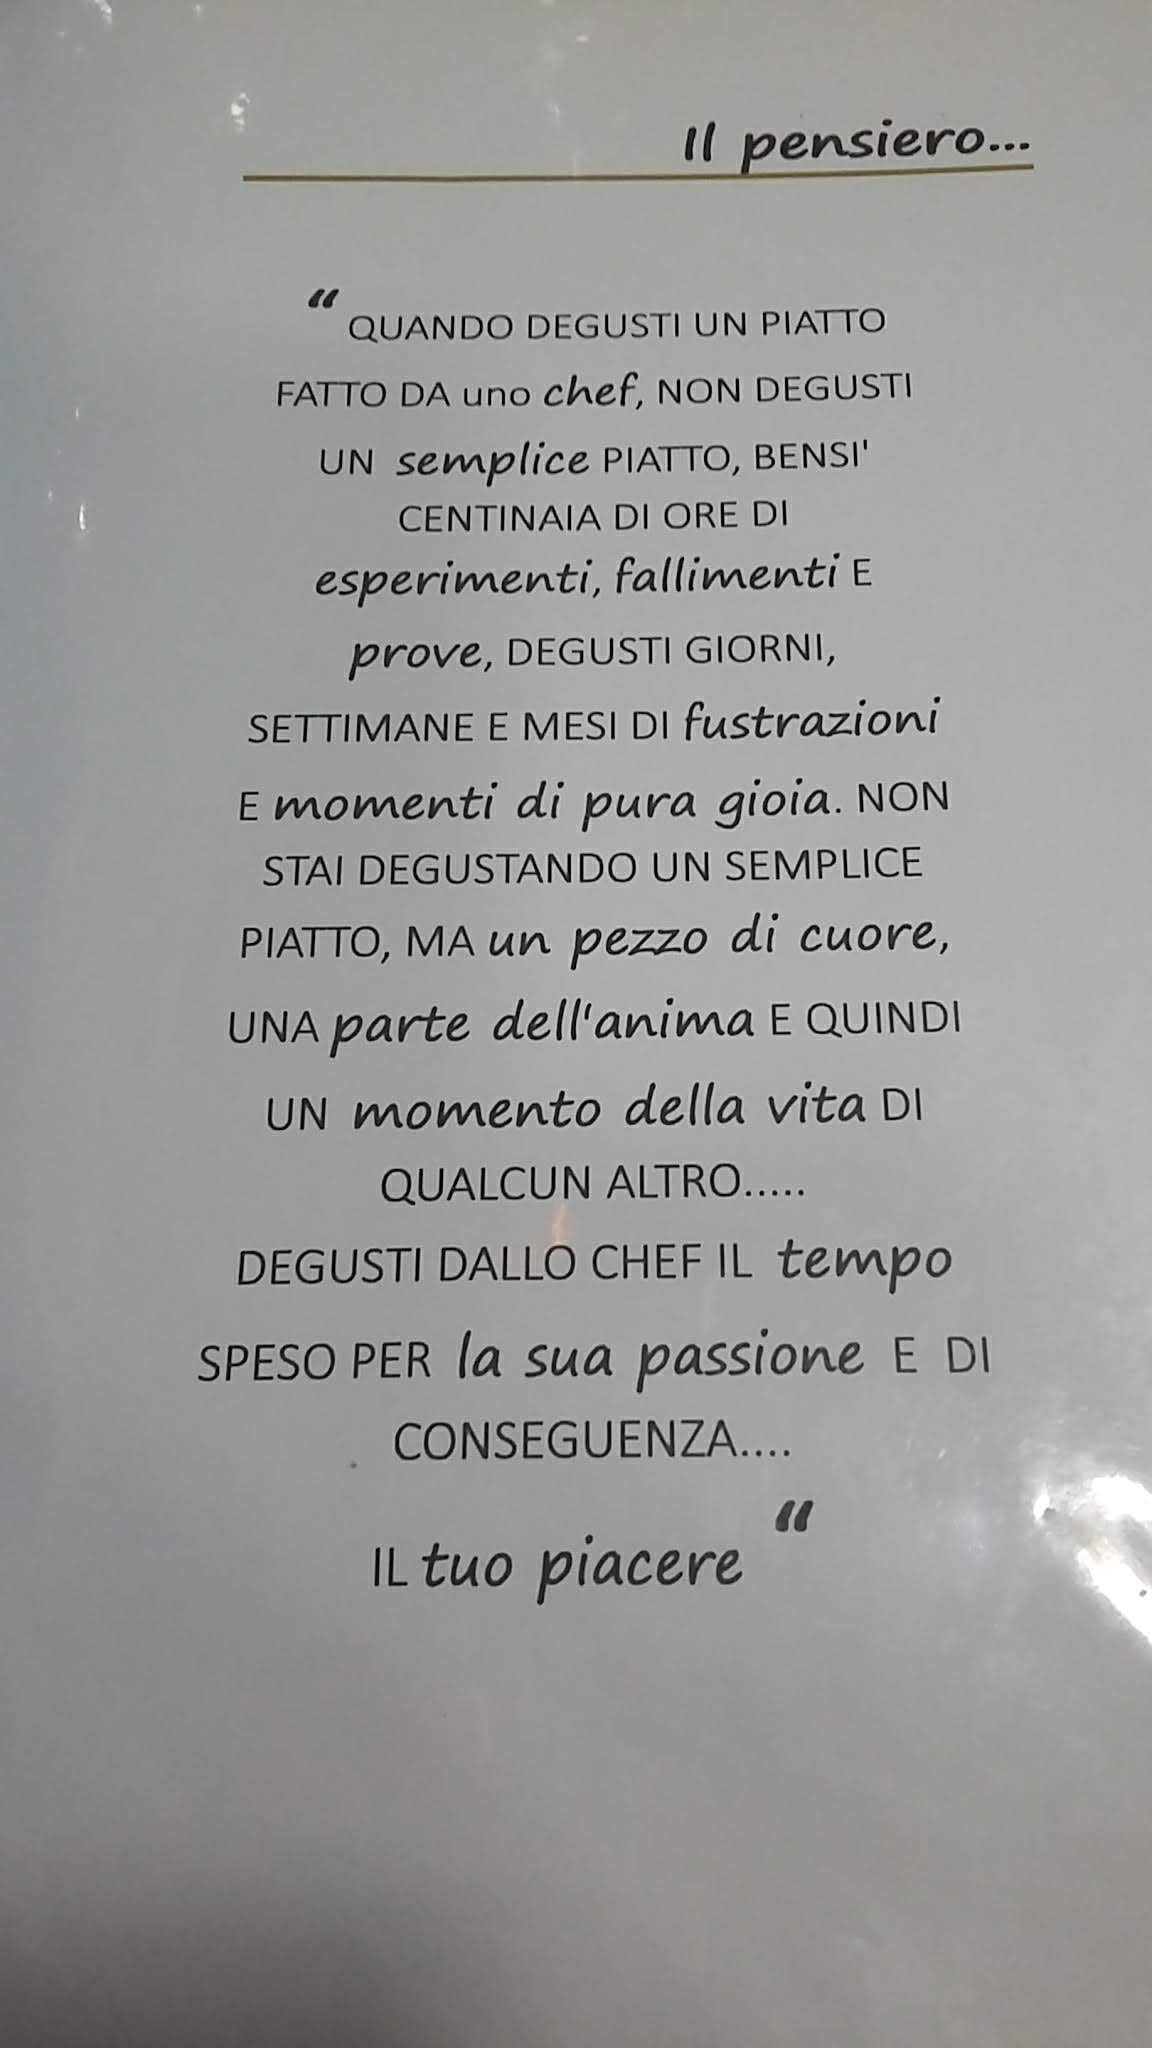 Il pensiero...
“ QUANDO DEGUSTI UN PIATTO
FATTO DA uno chef, NON DEGUSTI
UN semplice PIATTO, BENSI'
CENTINAIA DI ORE DI
esperimenti, fallimenti E
prove, DEGUSTI GIORNI,
SETTIMANE E MESI DI fustrazioni
E momenti di pura gioia. NON
STAI DEGUSTANDO UN SEMPLICE
PIATTO, MA un pezzo di cuore,
UNA parte dell'anima E QUINDI
UN momento della vita DI
QUALCUN ALTRO.....
DEGUSTI DALLO CHEF IL tempo
SPESO PER la sua passione E DI
CONSEGUENZA....
IL tuo piacere “